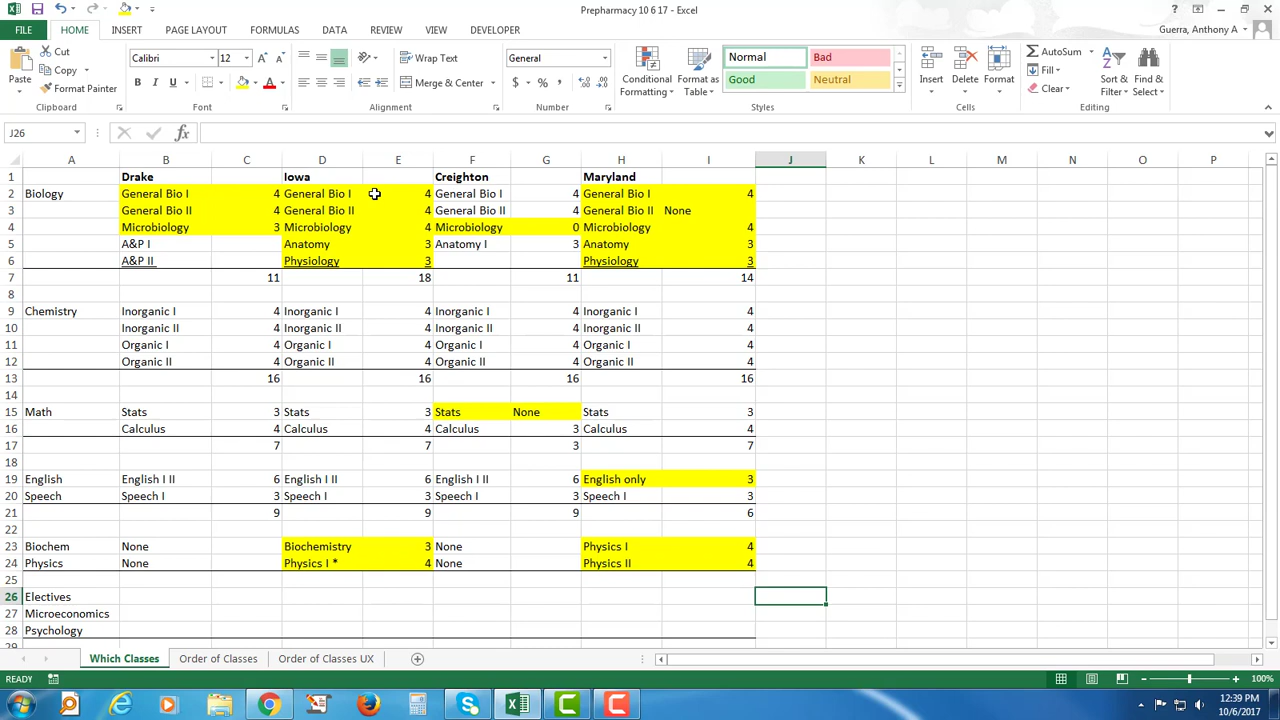 Prepharmacy 10 6 17 - Excel
FILE HOME INSERT PAGE LAYOUT FORMULAS DATA REVIEW VIEW DEVELOPER Guerra, Anthony A
Paste Cut Copy Format Painter Clipboard
Calibri 12 B I U Font
Wrap Text Merge & Center Alignment
General $ % , Number
Conditional Formatting Format as Table
Normal Bad Good Neutral Styles
Insert Delete Format Cells
AutoSum Fill Clear Sort & Filter Find & Select Editing
J26 fx
A B C D E F G H I J K L M N O P
1 Drake Iowa Creighton Maryland
2 Biology General Bio I 4 General Bio I 4 General Bio I 4 General Bio I 4
3 General Bio II 4 General Bio II 4 General Bio II 4 General Bio II None
4 Microbiology 3 Microbiology 4 Microbiology 0 Microbiology 4
5 A&P I Anatomy 3 Anatomy I 3 Anatomy 3
6 A&P II Physiology 3 Physiology 3
7 11 18 11 14
8
9 Chemistry Inorganic I 4 Inorganic I 4 Inorganic I 4 Inorganic I 4
10 Inorganic II 4 Inorganic II 4 Inorganic II 4 Inorganic II 4
11 Organic I 4 Organic I 4 Organic I 4 Organic I 4
12 Organic II 4 Organic II 4 Organic II 4 Organic II 4
13 16 16 16 16
14
15 Math Stats 3 Stats 3 Stats None Stats 3
16 Calculus 4 Calculus 4 Calculus 3 Calculus 4
17 7 7 3 7
18
19 English English I II 6 English I II 6 English I II 6 English only 3
20 Speech Speech I 3 Speech I 3 Speech I 3 Speech I 3
21 9 9 9 6
22
23 Biochem None Biochemistry 3 None Physics I 4
24 Physics None Physics I * 4 None Physics II 4
25
26 Electives
27 Microeconomics
28 Psychology
29
Which Classes Order of Classes Order of Classes UX
READY 100%
12:39 PM
10/6/2017